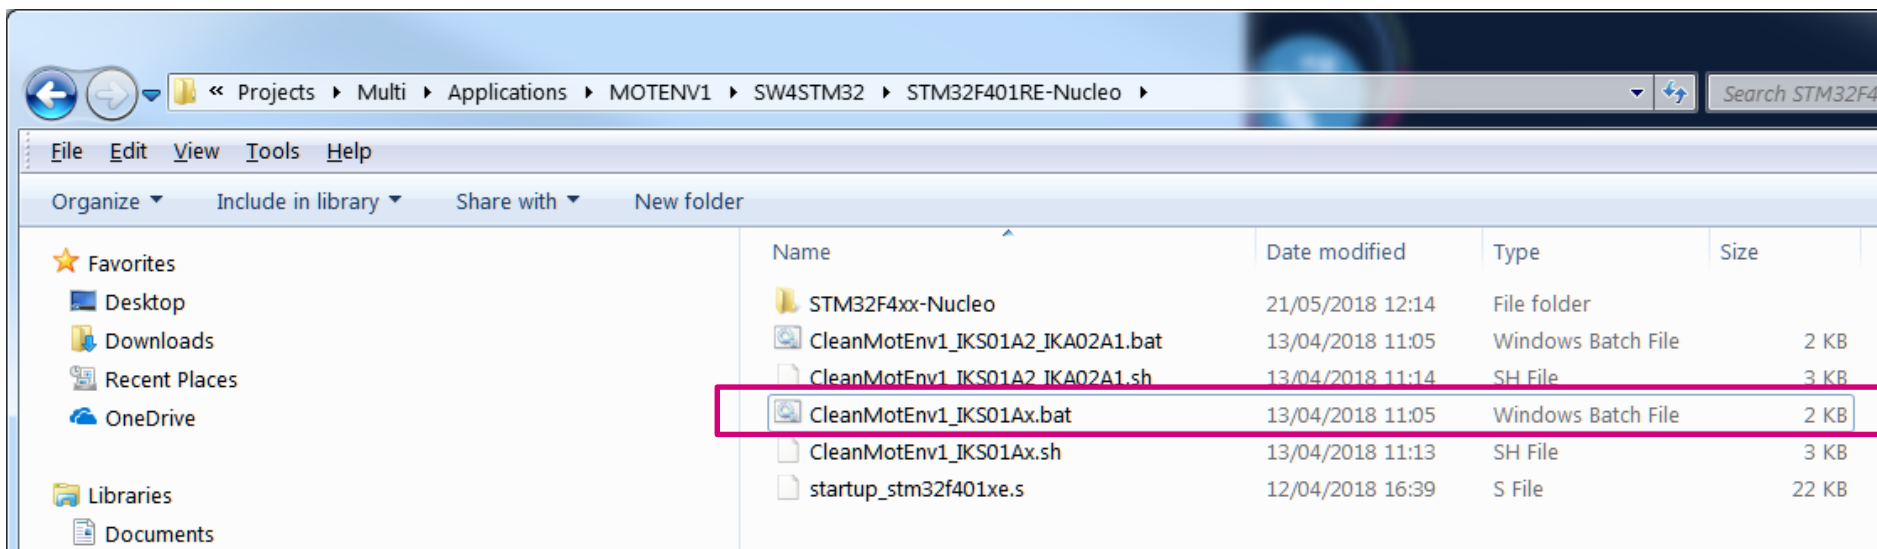 « Projects Multi Applications MOTENV1 SW4STM32 STM32F401RE-Nucleo Search STM32F4
File Edit View Tools Help
Organize Include in library Share with New folder
Name Date modified Type Size
Favorites
Desktop
Downloads
Recent Places
OneDrive
Libraries
Documents
STM32F4xx-Nucleo 21/05/2018 12:14 File folder
CleanMotEnv1_IKS01A2_IKA02A1.bat 13/04/2018 11:05 Windows Batch File 2 KB
CleanMotEnv1_IKS01A2_IKA02A1.sh 13/04/2018 11:14 SH File 3 KB
CleanMotEnv1_IKS01Ax.bat 13/04/2018 11:05 Windows Batch File 2 KB
CleanMotEnv1_IKS01Ax.sh 13/04/2018 11:13 SH File 3 KB
startup_stm32f401xe.s 12/04/2018 16:39 S File 22 KB